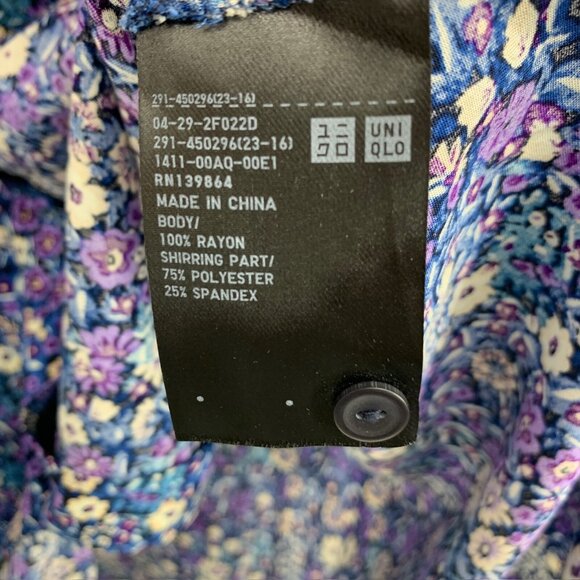 291-450296(23-16)
04-29-2F022D
291-450296(23-16)
1411-00AQ-00E1
RN139864
MADE IN CHINA
BODY/
100% RAYON
SHIRRING PART/
75% POLYESTER
25% SPANDEX
ユニ
クロ
UNI
QLO